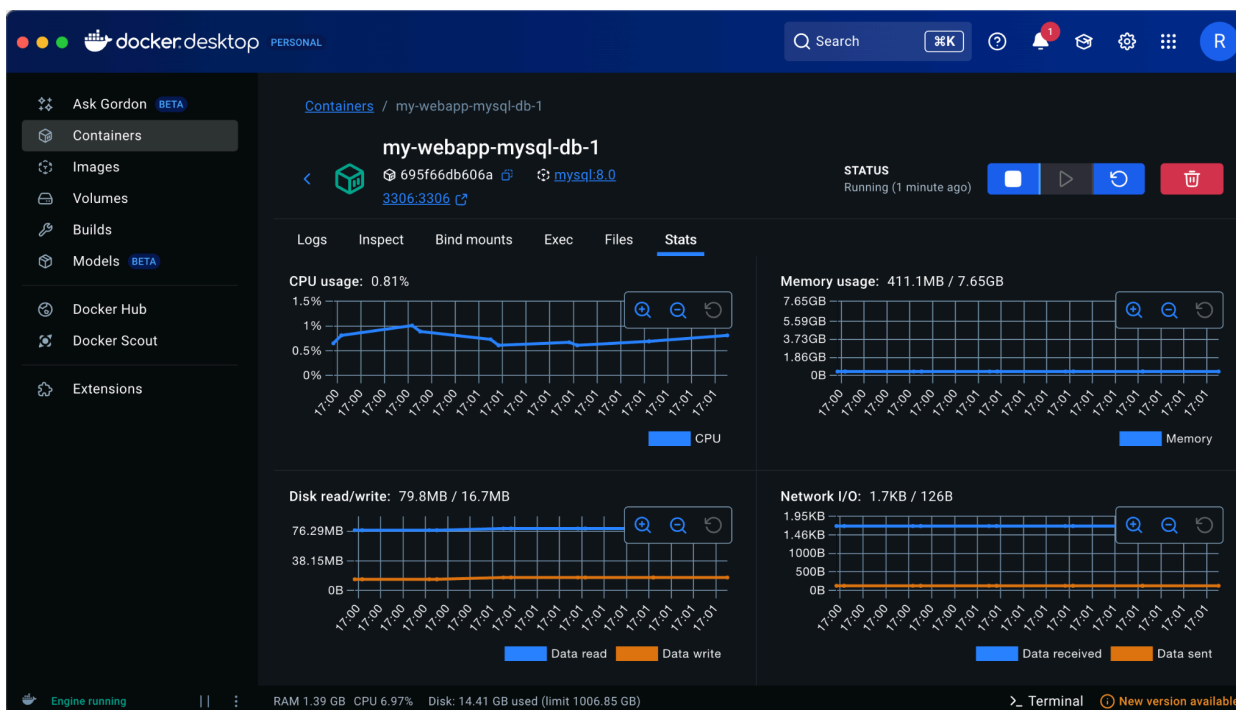 docker.desktop PERSONAL
Search ⌘K
1
R
Ask Gordon BETA
Containers
Images
Volumes
Builds
Models BETA
Docker Hub
Docker Scout
Extensions
Containers / my-webapp-mysql-db-1
my-webapp-mysql-db-1
695f66db606a mysql:8.0
3306:3306
STATUS
Running (1 minute ago)
Logs Inspect Bind mounts Exec Files Stats
CPU usage: 0.81%
1.5%
1%
0.5%
0%
17:00 17:00 17:00 17:00 17:00 17:00 17:01 17:01 17:01 17:01 17:01 17:01 17:01 17:01 17:01
CPU
Memory usage: 411.1MB / 7.65GB
7.65GB
5.59GB
3.73GB
1.86GB
0B
17:00 17:00 17:00 17:00 17:00 17:00 17:01 17:01 17:01 17:01 17:01 17:01 17:01 17:01 17:01
Memory
Disk read/write: 79.8MB / 16.7MB
76.29MB
38.15MB
0B
17:00 17:00 17:00 17:00 17:00 17:00 17:01 17:01 17:01 17:01 17:01 17:01 17:01 17:01 17:01
Data read Data write
Network I/O: 1.7KB / 126B
1.95KB
1.46KB
1000B
500B
0B
17:00 17:00 17:00 17:00 17:00 17:00 17:01 17:01 17:01 17:01 17:01 17:01 17:01 17:01 17:01
Data received Data sent
Engine running
RAM 1.39 GB CPU 6.97% Disk: 14.41 GB used (limit 1006.85 GB)
Terminal
New version available